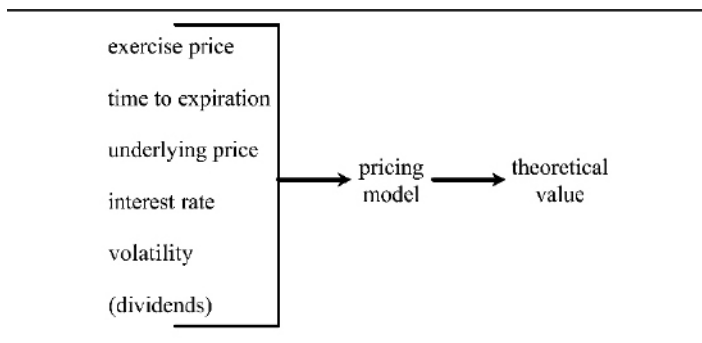 exercise price
time to expiration
underlying price
interest rate
volatility
(dividends)
pricing
model
theoretical
value